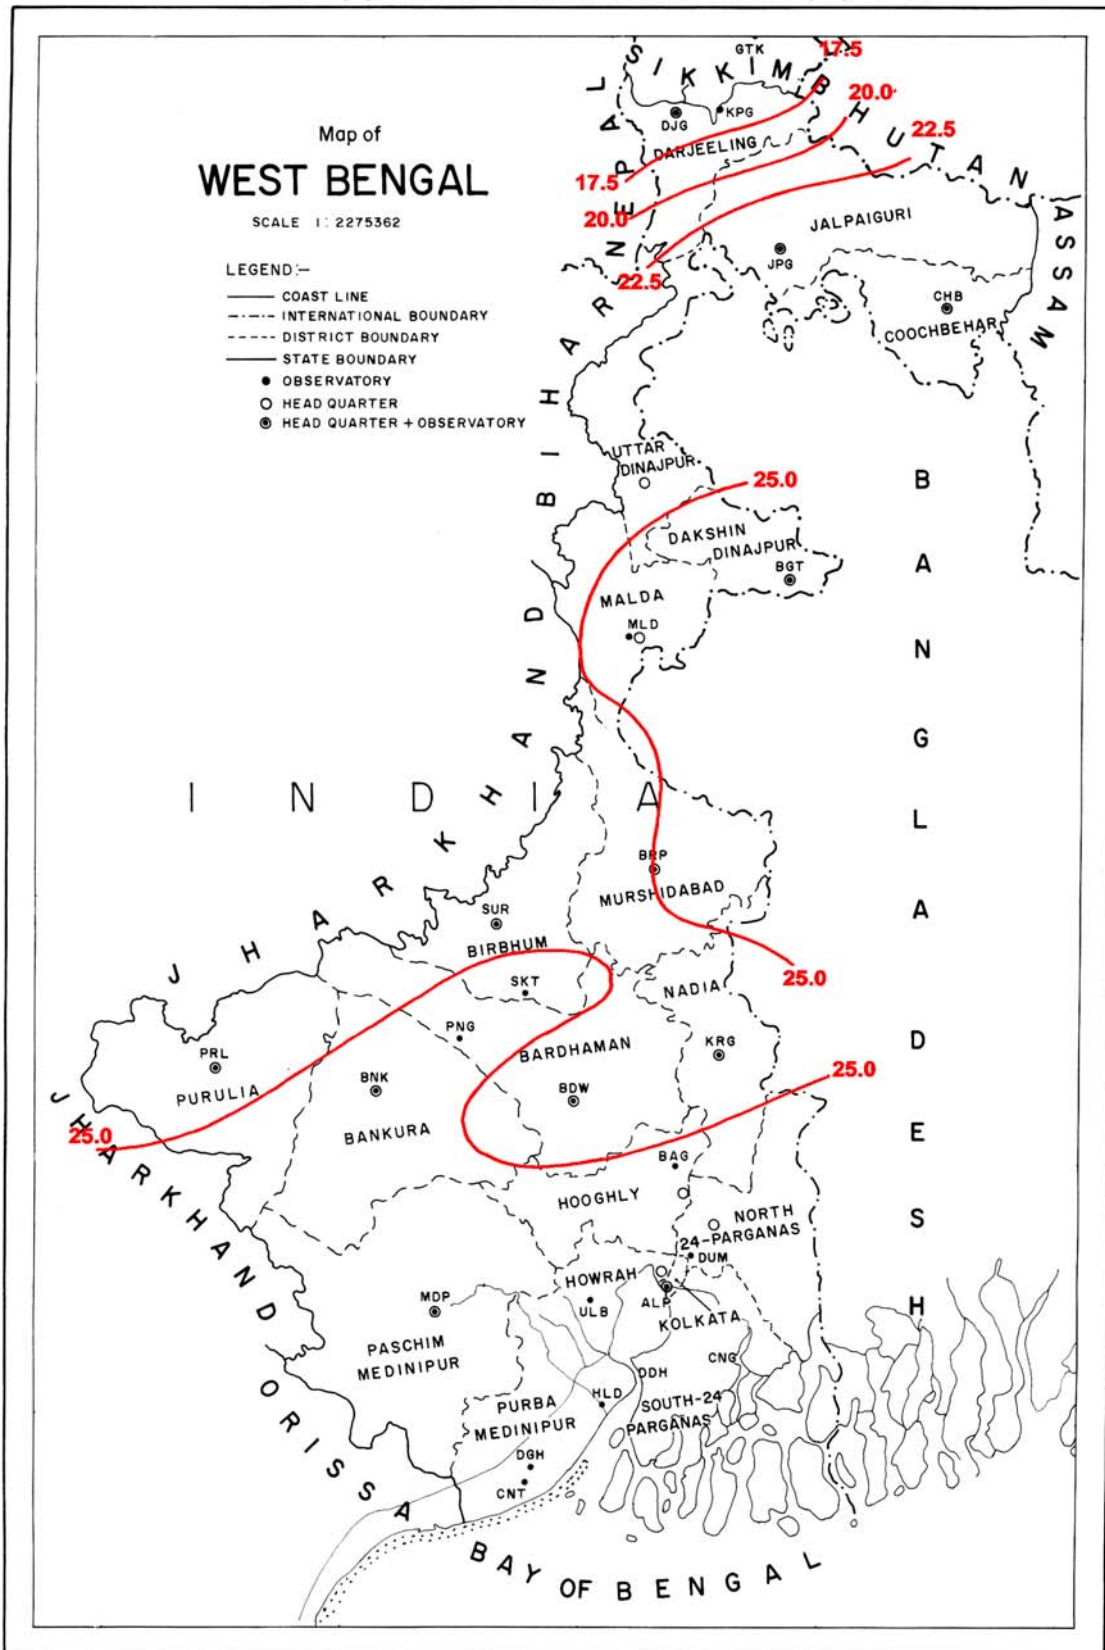 Map of
WEST BENGAL
SCALE 1: 2275362
LEGEND:—
COAST LINE
INTERNATIONAL BOUNDARY
DISTRICT BOUNDARY
STATE BOUNDARY
OBSERVATORY
HEAD QUARTER
HEAD QUARTER + OBSERVATORY
SIKKIM
GTK
17.5
NEPAL
BHUTAN
20.0
22.5
DJG
KPG
DARJEELING
17.5
20.0
22.5
JALPAIGURI
JPG
ASSAM
CHB
COOCHBEHAR
BIHAR
UTTAR
DINAJPUR
25.0
DAKSHIN
DINAJPUR
BGT
MALDA
MLD
BANGLADESH
JHARKHAND
INDIA
BRP
MURSHIDABAD
SUR
BIRBHUM
25.0
SKT
NADIA
PNG
BARDHAMAN
KRG
PRL
PURULIA
BNK
BDW
25.0
BANKURA
25.0
JHARKHAND
BAG
HOOGHLY
NORTH
24-PARGANAS
DUM
HOWRAH
ULB
ALP
KOLKATA
MDP
PASCHIM
MEDINIPUR
CNG
DDH
HLD
SOUTH-24
PARGANAS
PURBA
MEDINIPUR
DGH
CNT
ORISSA
BAY OF BENGAL